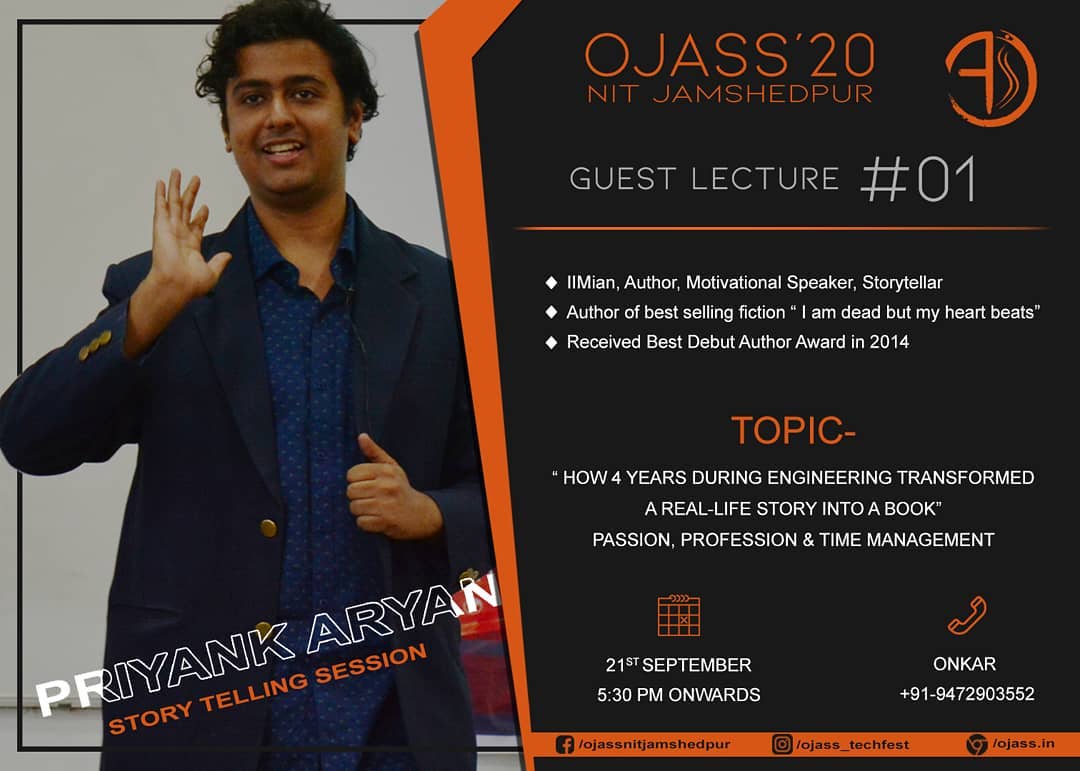 OJASS'20
NIT JAMSHEDPUR
GUEST LECTURE #01
IIMian, Author, Motivational Speaker, Storytellar
Author of best selling fiction “ I am dead but my heart beats”
Received Best Debut Author Award in 2014
TOPIC-
“ HOW 4 YEARS DURING ENGINEERING TRANSFORMED
A REAL-LIFE STORY INTO A BOOK”
PASSION, PROFESSION & TIME MANAGEMENT
21ST SEPTEMBER
5:30 PM ONWARDS
ONKAR
+91-9472903552
PRIYANK ARYAN
STORY TELLING SESSION
/ojassnitjamshedpur
/ojass_techfest
/ojass.in